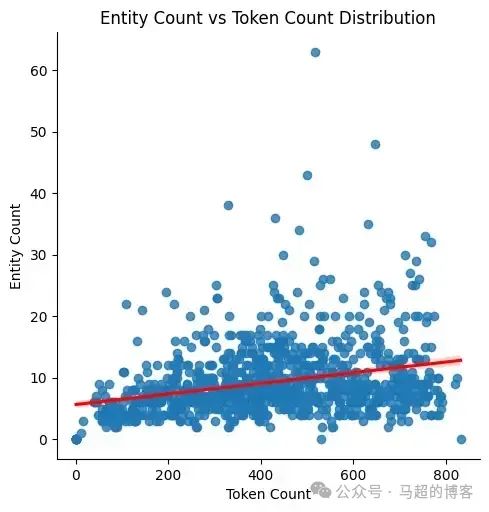 Entity Count vs Token Count Distribution
60
50
40
30
20
10
0
Entity Count
0 200 400 600 800
Token Count
公众号 · 马超的博客